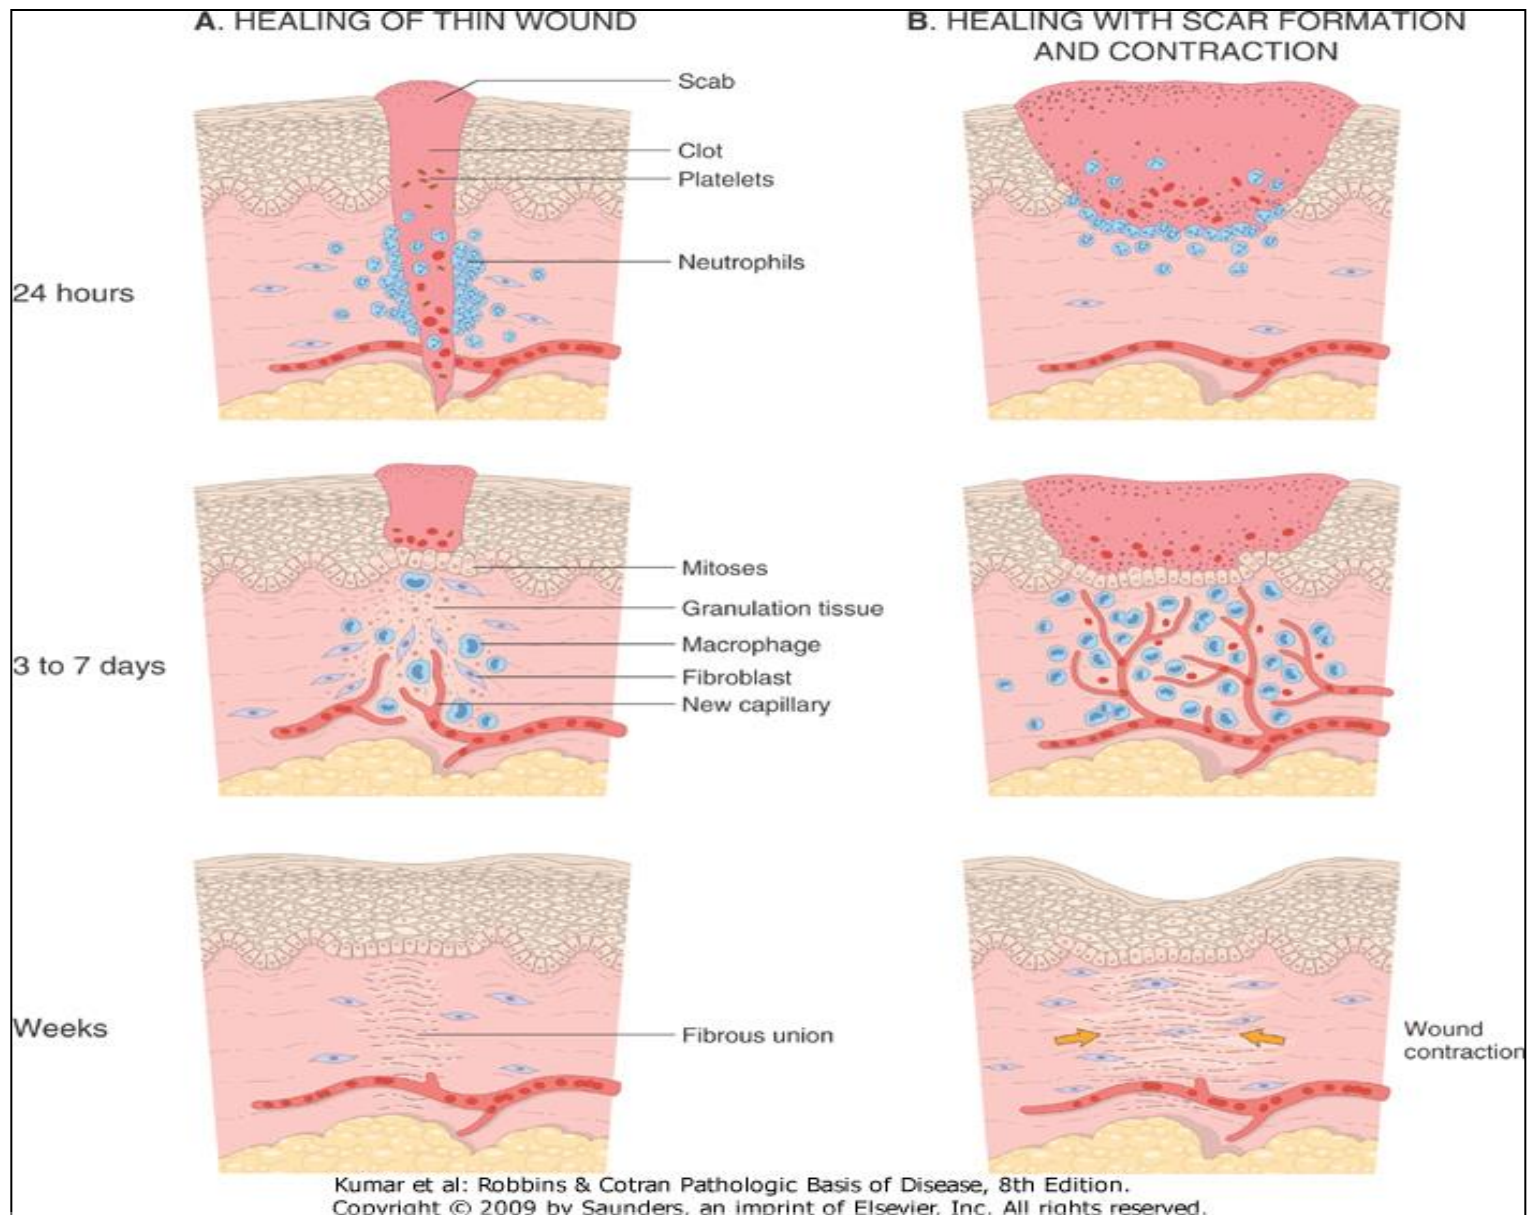 A. HEALING OF THIN WOUND
B. HEALING WITH SCAR FORMATION
AND CONTRACTION
Scab
Clot
Platelets
Neutrophils
24 hours
Mitoses
Granulation tissue
Macrophage
Fibroblast
New capillary
3 to 7 days
Weeks
Fibrous union
Wound
contraction
Kumar et al: Robbins & Cotran Pathologic Basis of Disease, 8th Edition.
Copyright © 2009 by Saunders, an imprint of Elsevier, Inc. All rights reserved.